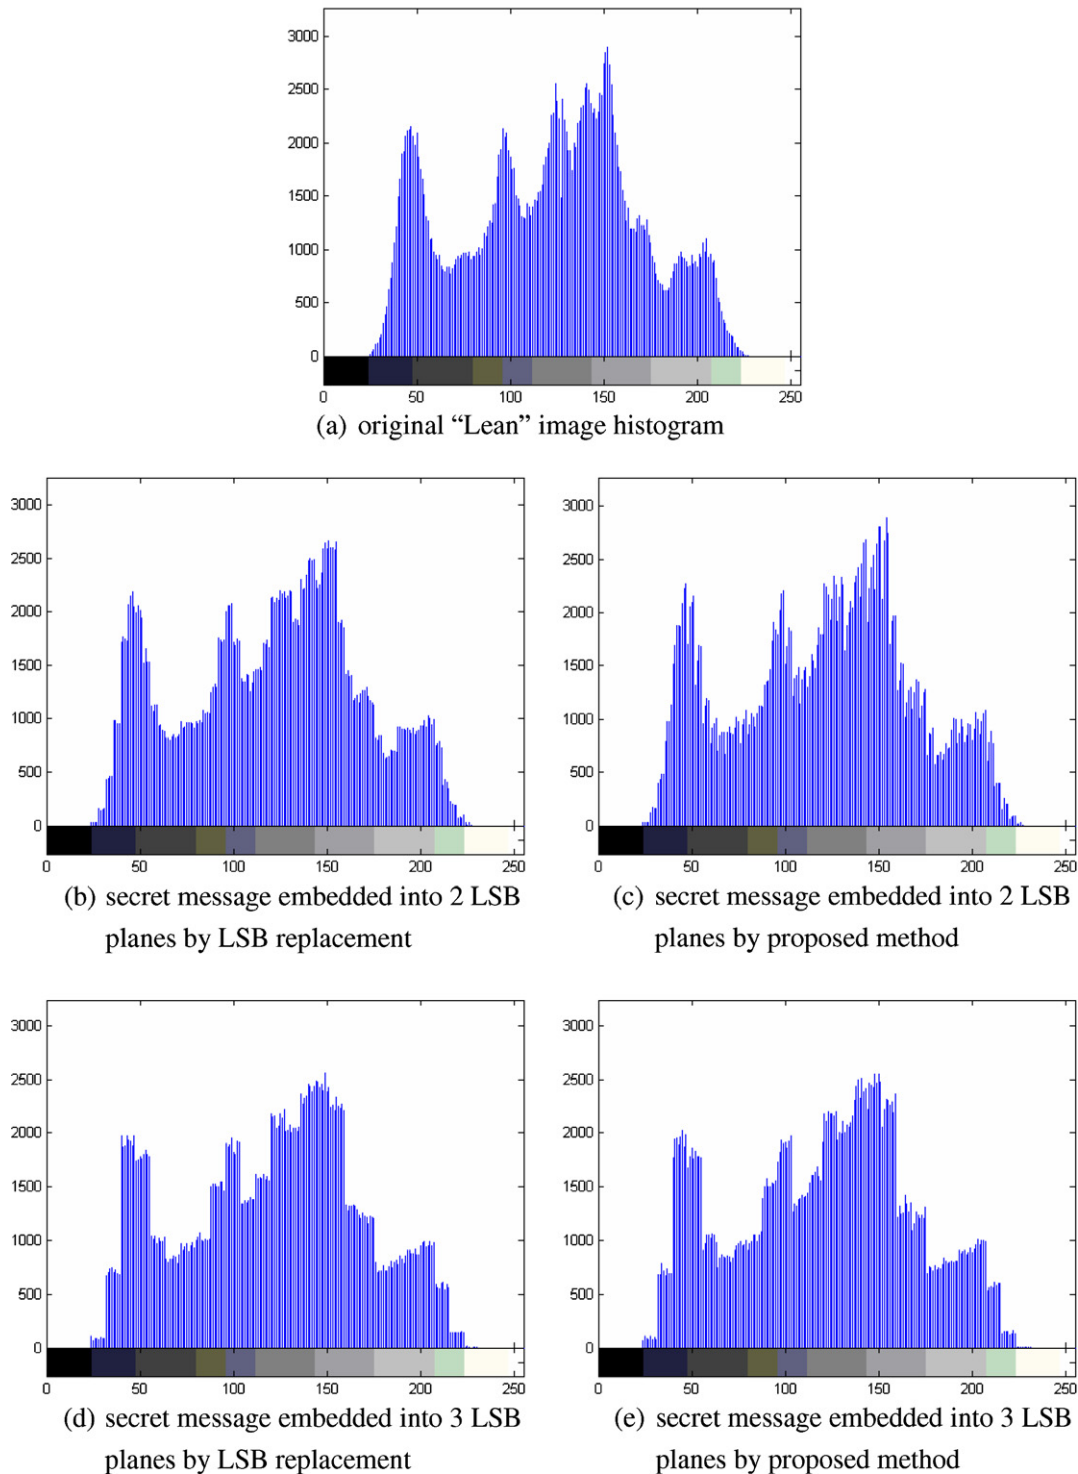 3000
2500
2000
1500
1000
500
0
0 50 100 150 200 250
(a) original “Lean” image histogram
3000
2500
2000
1500
1000
500
0
0 50 100 150 200 250
(b) secret message embedded into 2 LSB
planes by LSB replacement
3000
2500
2000
1500
1000
500
0
0 50 100 150 200 250
(c) secret message embedded into 2 LSB
planes by proposed method
3000
2500
2000
1500
1000
500
0
0 50 100 150 200 250
(d) secret message embedded into 3 LSB
planes by LSB replacement
3000
2500
2000
1500
1000
500
0
0 50 100 150 200 250
(e) secret message embedded into 3 LSB
planes by proposed method